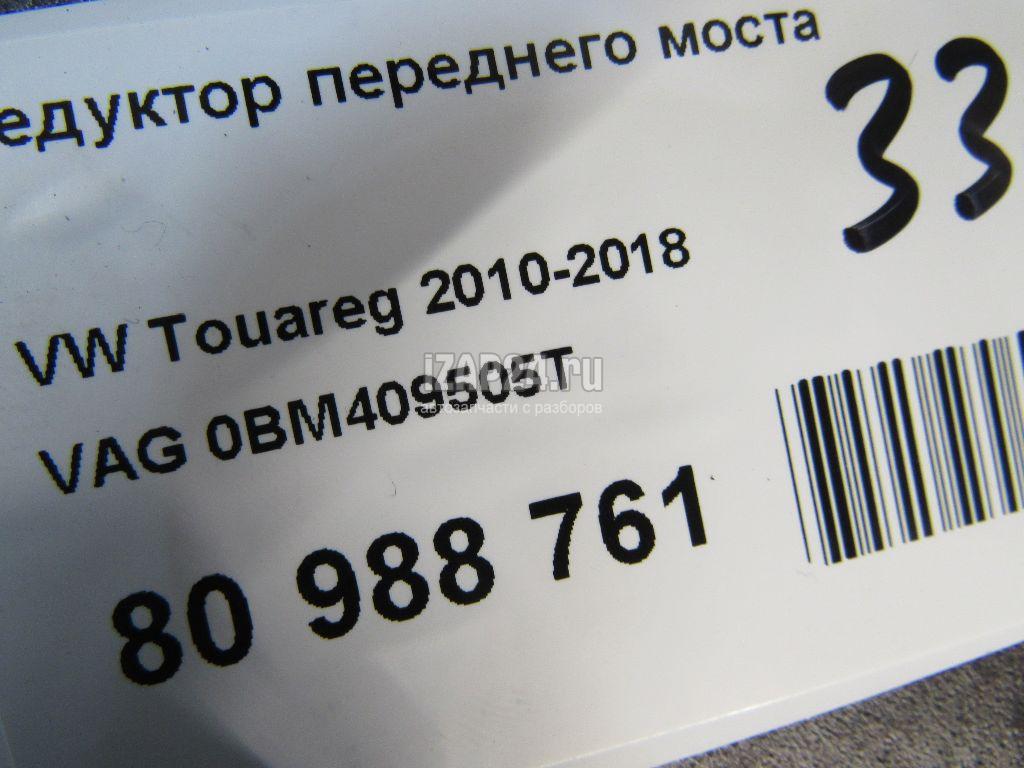 едуктор переднего моста
33
VW Touareg 2010-2018
VAG 0BM409505T
iZAP24.ru
автозапчасти с разборов
80 988 761